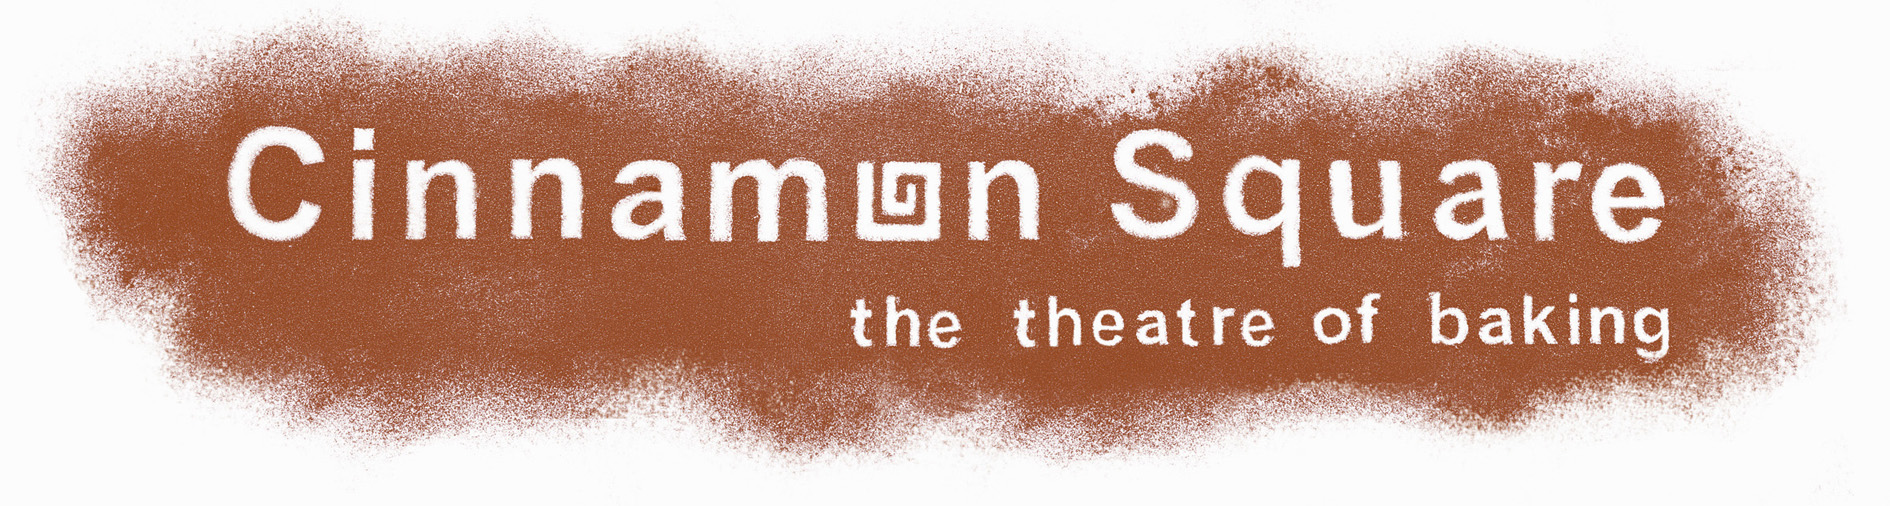 Cinnamon Square
the theatre of baking